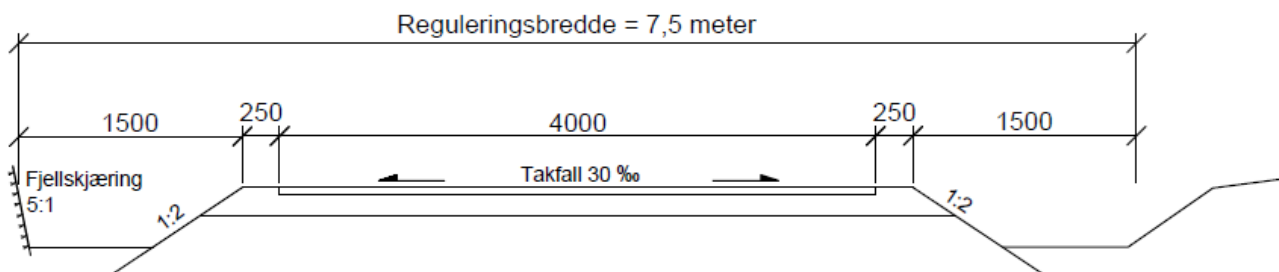 Reguleringsbredde = 7,5 meter
1500
250
4000
250
1500
Fjellskjæring
5:1
Takfall 30 ‰
1:2
1:2